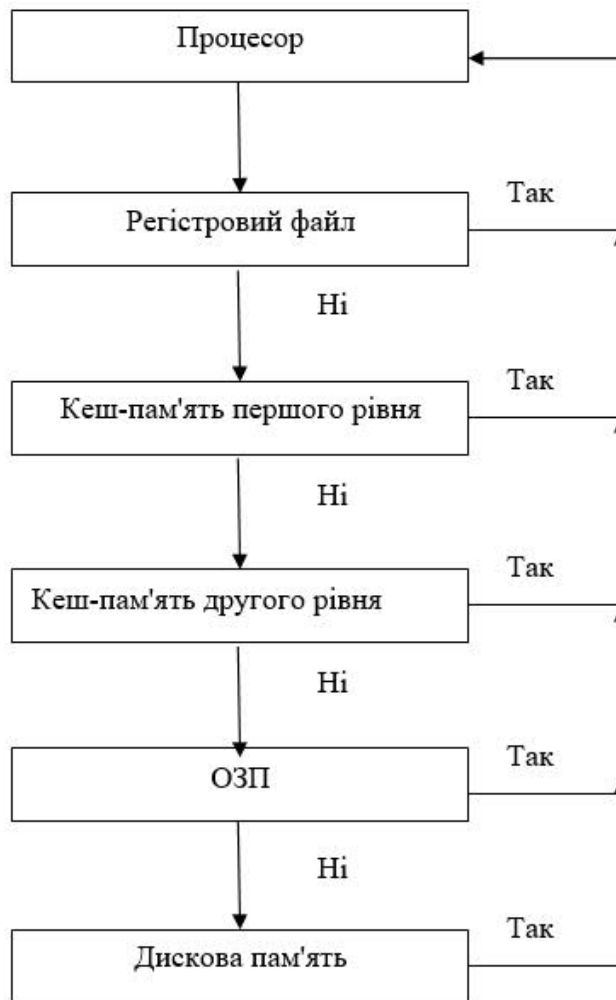 Процесор
Так
Регістровий файл
Ні
Так
Кеш-пам'ять першого рівня
Ні
Так
Кеш-пам'ять другого рівня
Ні
Так
ОЗП
Ні
Так
Дискова пам'ять